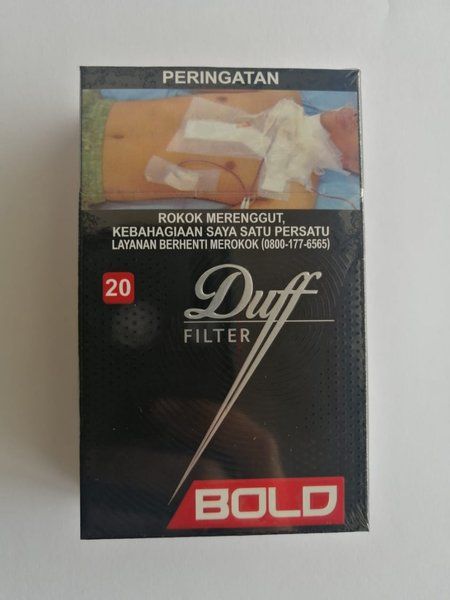 PERINGATAN
ROKOK MERENGGUT,
KEBAHAGIAAN SAYA SATU PERSATU
LAYANAN BERHENTI MEROKOK (0800-177-6565)
20
Duff
FILTER
BOLD